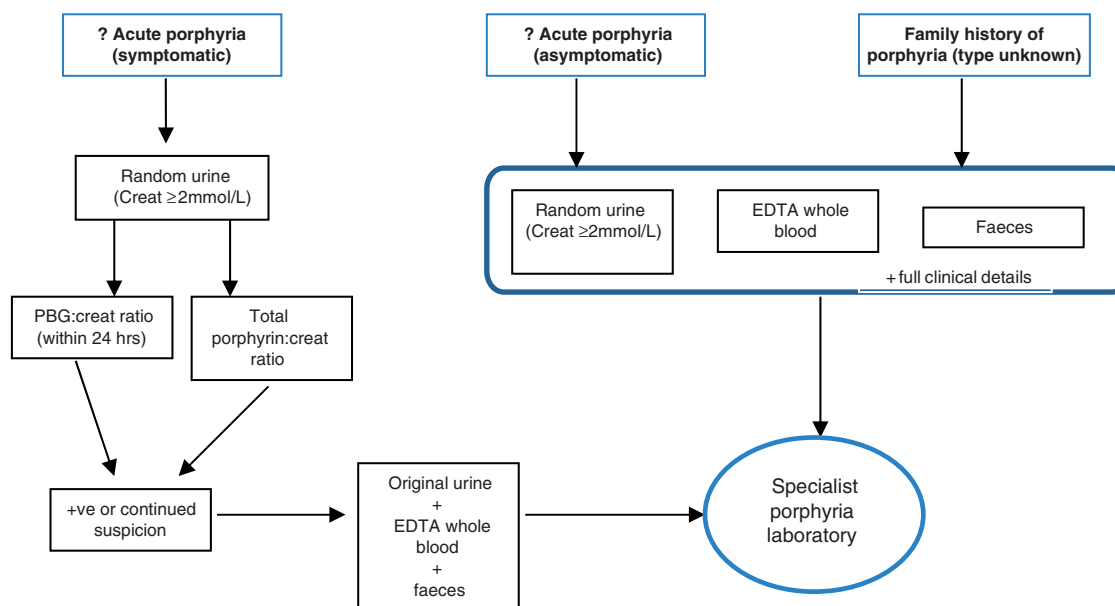 ? Acute porphyria
(symptomatic)
? Acute porphyria
(asymptomatic)
Family history of
porphyria (type unknown)
Random urine
(Creat ≥2mmol/L)
Random urine
(Creat ≥2mmol/L)
EDTA whole
blood
Faeces
+full clinical details
PBG:creat ratio
(within 24 hrs)
Total
porphyrin:creat
ratio
+ve or continued
suspicion
Original urine
+
EDTA whole
blood
+
faeces
Specialist
porphyria
laboratory